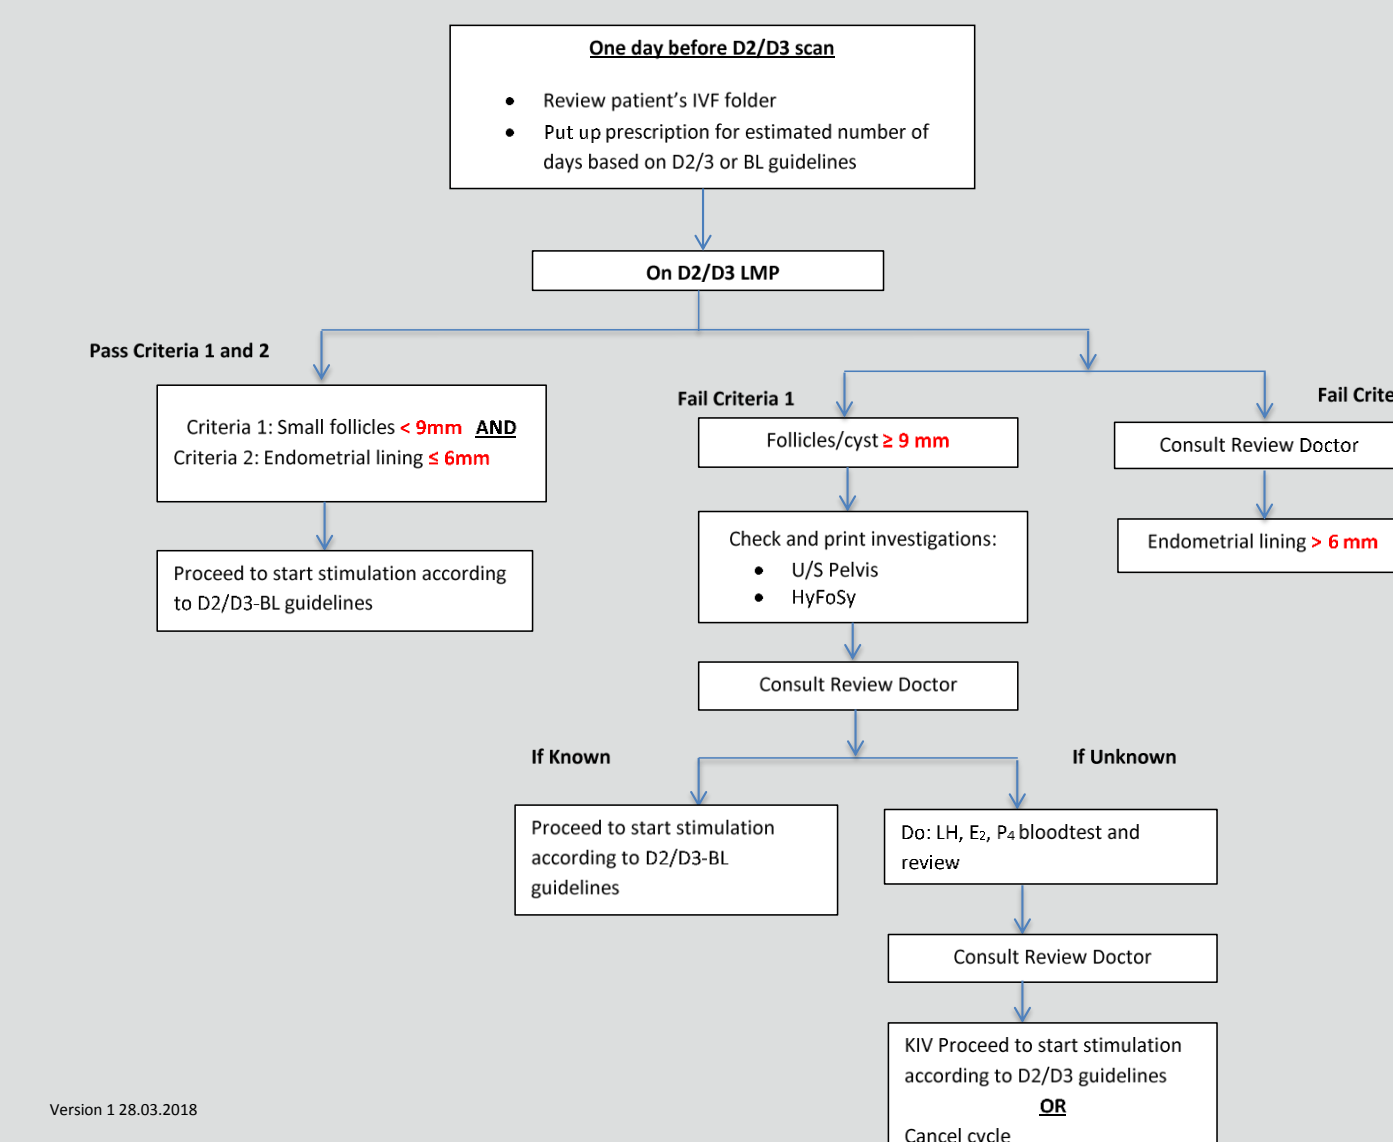 One day before D2/D3 scan
● Review patient’s IVF folder
● Put up prescription for estimated number of
days based on D2/3 or BL guidelines
On D2/D3 LMP
Pass Criteria 1 and 2
Criteria 1: Small follicles < 9mm AND
Criteria 2: Endometrial lining ≤ 6mm
Proceed to start stimulation according
to D2/D3-BL guidelines
Fail Criteria 1
Follicles/cyst ≥ 9 mm
Check and print investigations:
● U/S Pelvis
● HyFoSy
Consult Review Doctor
If Known
Proceed to start stimulation
according to D2/D3-BL
guidelines
If Unknown
Do: LH, E₂, P₄ bloodtest and
review
Consult Review Doctor
KIV Proceed to start stimulation
according to D2/D3 guidelines
OR
Cancel cycle
Fail
Consult Review Doctor
Endometrial lining > 6 mm
Version 1 28.03.2018